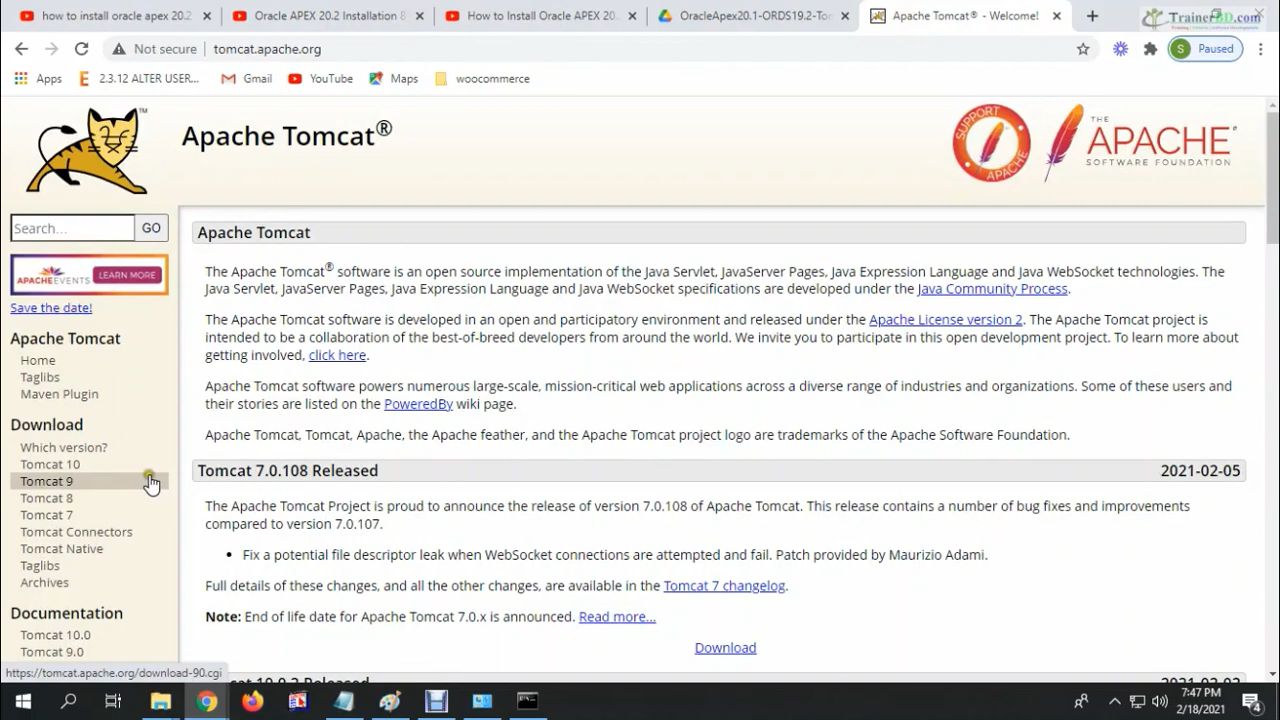 how to install oracle apex 20.2
Oracle APEX 20.2 Installation 8
How to Install Oracle APEX 20.
OracleApex20.1-ORDS19.2-Tom
Apache Tomcat® - Welcome!
TrainerBD.com
Not secure
tomcat.apache.org
Paused
Apps
2.3.12 ALTER USER...
Gmail
YouTube
Maps
woocommerce
TM
Apache Tomcat®
SUPPORT APACHE
THE
APACHE®
SOFTWARE FOUNDATION
Search...
GO
APACHE EVENTS LEARN MORE
Save the date!
Apache Tomcat
Home
Taglibs
Maven Plugin
Download
Which version?
Tomcat 10
Tomcat 9
Tomcat 8
Tomcat 7
Tomcat Connectors
Tomcat Native
Taglibs
Archives
Documentation
Tomcat 10.0
Tomcat 9.0
Apache Tomcat
The Apache Tomcat® software is an open source implementation of the Java Servlet, JavaServer Pages, Java Expression Language and Java WebSocket technologies. The
Java Servlet, JavaServer Pages, Java Expression Language and Java WebSocket specifications are developed under the Java Community Process.
The Apache Tomcat software is developed in an open and participatory environment and released under the Apache License version 2. The Apache Tomcat project is
intended to be a collaboration of the best-of-breed developers from around the world. We invite you to participate in this open development project. To learn more about
getting involved, click here.
Apache Tomcat software powers numerous large-scale, mission-critical web applications across a diverse range of industries and organizations. Some of these users and
their stories are listed on the PoweredBy wiki page.
Apache Tomcat, Tomcat, Apache, the Apache feather, and the Apache Tomcat project logo are trademarks of the Apache Software Foundation.
Tomcat 7.0.108 Released
2021-02-05
The Apache Tomcat Project is proud to announce the release of version 7.0.108 of Apache Tomcat. This release contains a number of bug fixes and improvements
compared to version 7.0.107.
• Fix a potential file descriptor leak when WebSocket connections are attempted and fail. Patch provided by Maurizio Adami.
Full details of these changes, and all the other changes, are available in the Tomcat 7 changelog.
Note: End of life date for Apache Tomcat 7.0.x is announced. Read more...
Download
https://tomcat.apache.org/download-90.cgi
7:47 PM
2/18/2021
4